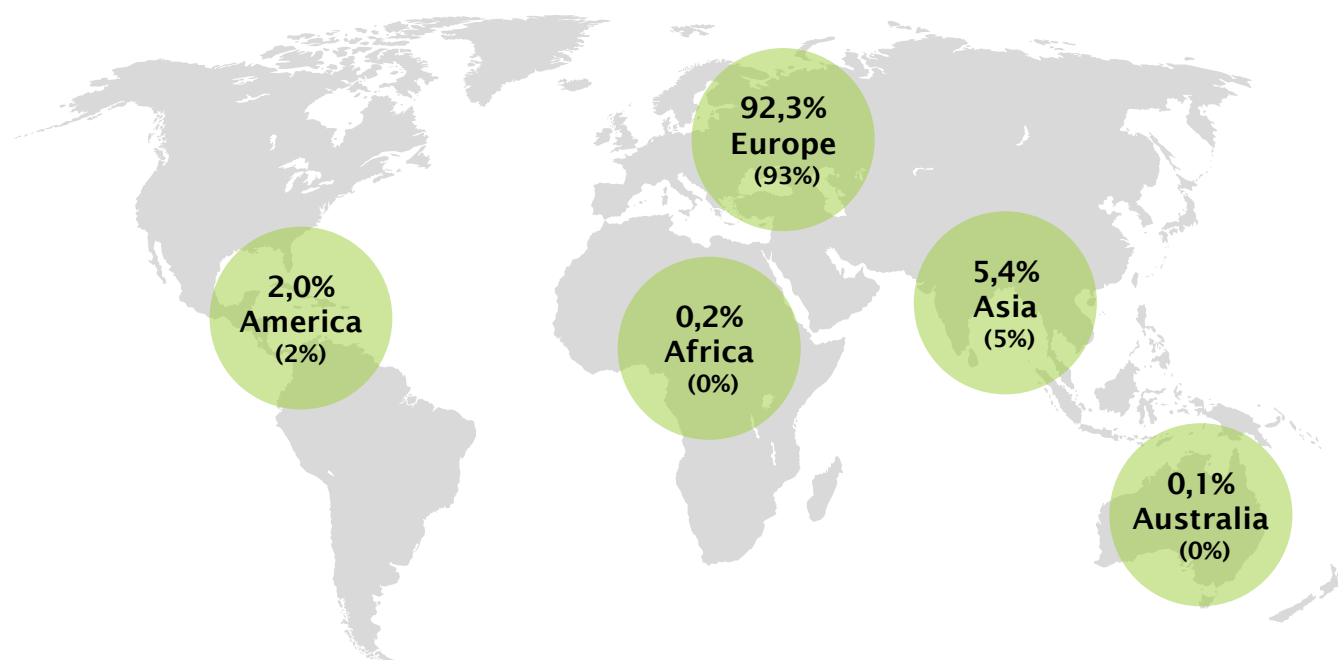 92,3%
Europe
(93%)
5,4%
Asia
(5%)
2,0%
America
(2%)
0,2%
Africa
(0%)
0,1%
Australia
(0%)